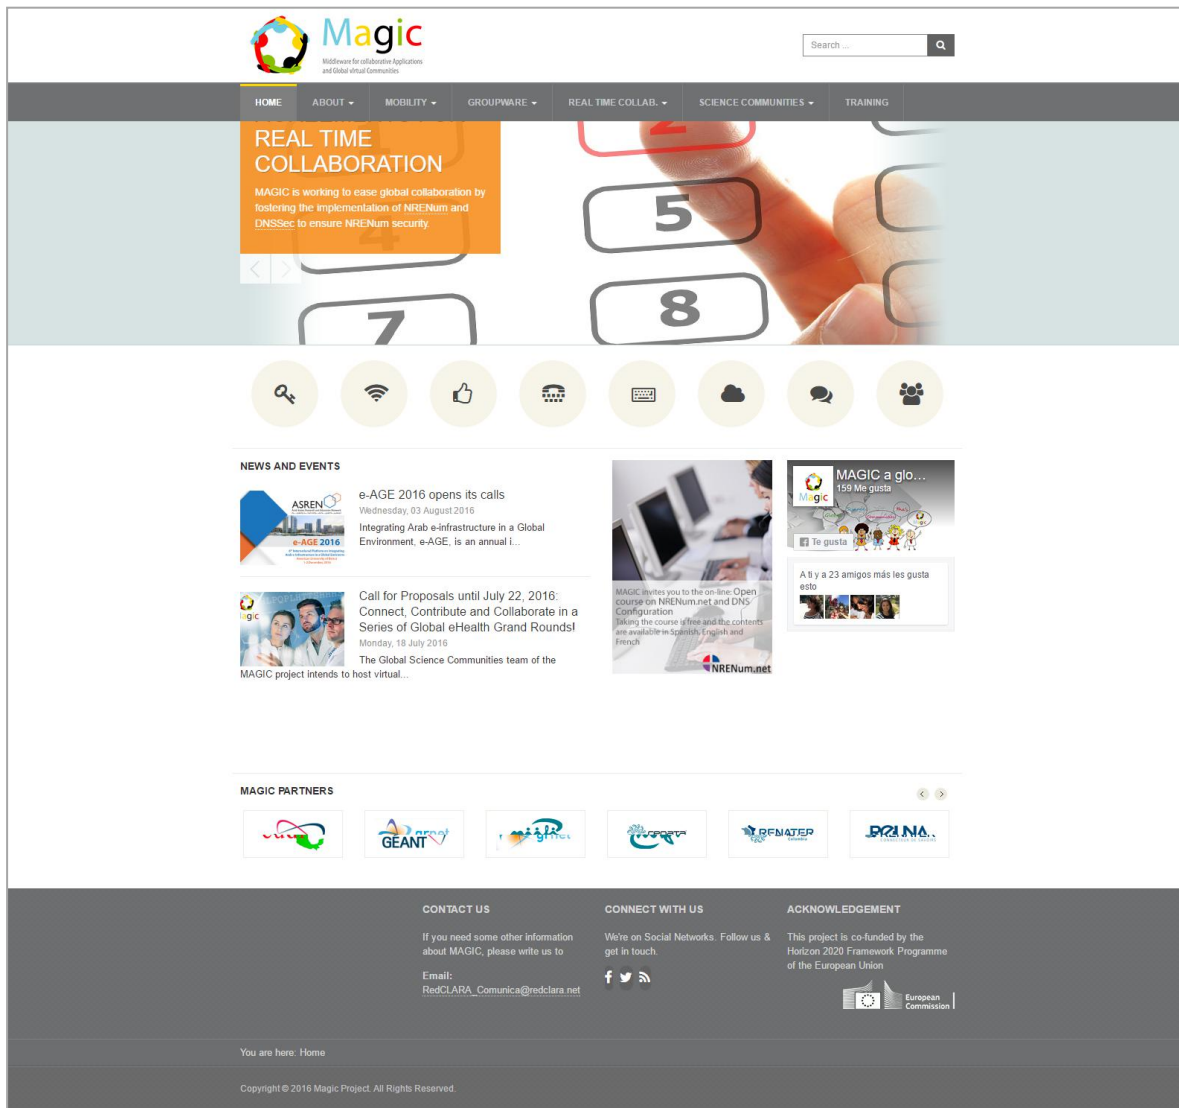 Magic
Middleware for collaborative Applications
and Global virtual Communities
Search ...
HOME
ABOUT
MOBILITY
GROUPWARE
REAL TIME COLLAB.
SCIENCE COMMUNITIES
TRAINING
REAL TIME
COLLABORATION
MAGIC is working to ease global collaboration by
fostering the implementation of NRENum and
DNSSec to ensure NRENum security.
2
4
5
7
8
NEWS AND EVENTS
ASREN
e-AGE 2016
e-AGE 2016 opens its calls
Wednesday, 03 August 2016
Integrating Arab e-infrastructure in a Global
Environment, e-AGE, is an annual i...
Call for Proposals until July 22, 2016:
Connect, Contribute and Collaborate in a
Series of Global eHealth Grand Rounds!
Monday, 18 July 2016
The Global Science Communities team of the
MAGIC project intends to host virtual...
MAGIC invites you to the on-line: Open
course on NRENum.net and DNS
Configuration
Taking the course is free and the contents
are available in Spanish, English and
French
NRENum.net
MAGIC a glo...
159 Me gusta
Magic
Te gusta
A ti y a 23 amigos más les gusta
esto
MAGIC PARTNERS
GÉANT
RENATER
CONTACT US
If you need some other information
about MAGIC, please write us to
Email:
RedCLARA_Comunica@redclara.net
CONNECT WITH US
We're on Social Networks. Follow us &
get in touch.
ACKNOWLEDGEMENT
This project is co-funded by the
Horizon 2020 Framework Programme
of the European Union
European
Commission
You are here: Home
Copyright © 2016 Magic Project. All Rights Reserved.